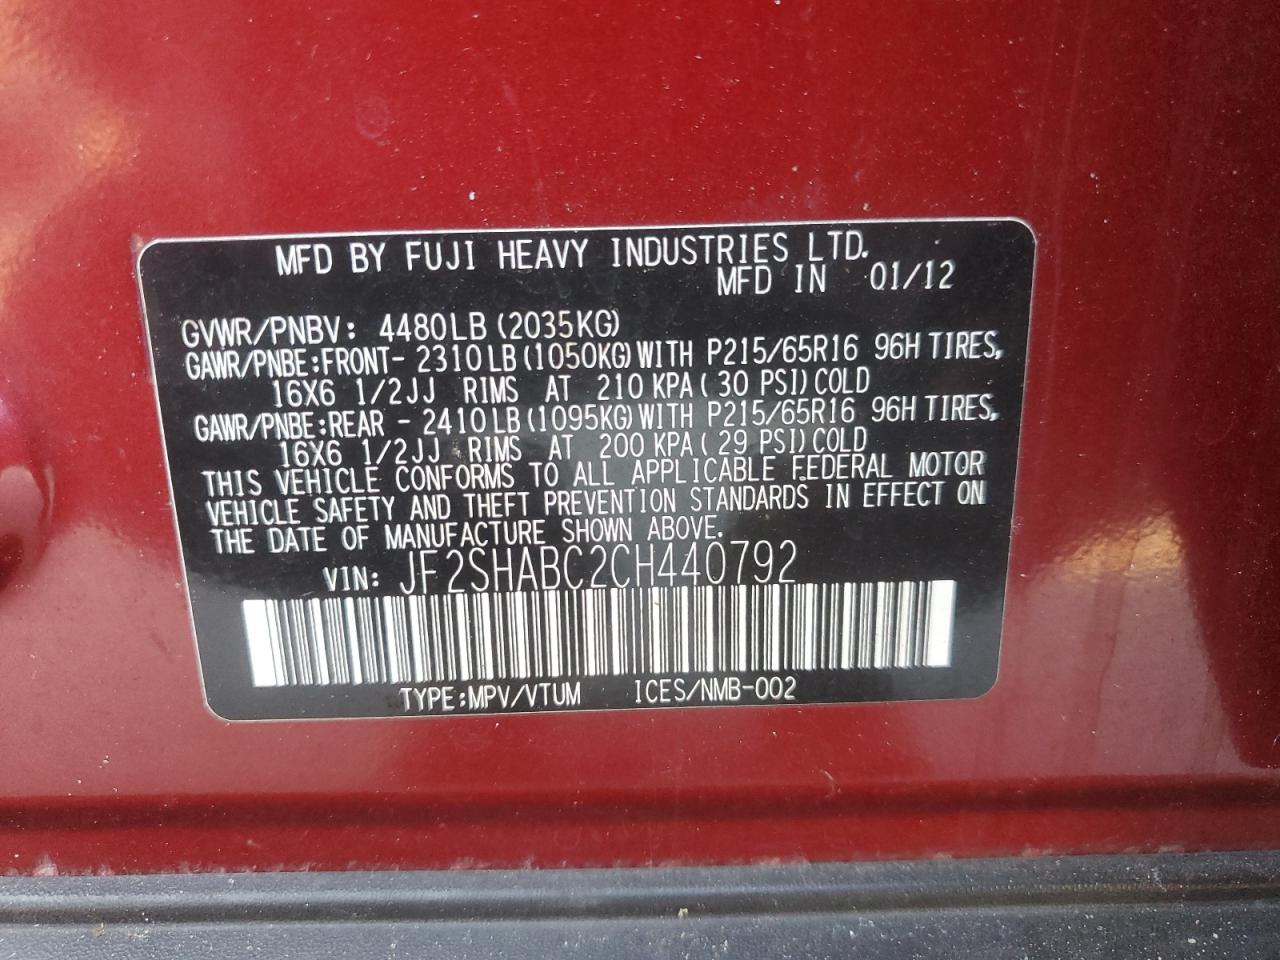 MFD BY FUJI HEAVY INDUSTRIES LTD.
MFD IN 01/12
GVWR/PNBV: 4480LB (2035KG)
GAWR/PNBE:FRONT- 2310LB (1050KG) WITH P215/65R16 96H TIRES,
16X6 1/2JJ RIMS AT 210 KPA ( 30 PSI) COLD
GAWR/PNBE:REAR - 2410LB (1095KG) WITH P215/65R16 96H TIRES,
16X6 1/2JJ RIMS AT 200 KPA ( 29 PSI) COLD
THIS VEHICLE CONFORMS TO ALL APPLICABLE FEDERAL MOTOR
VEHICLE SAFETY AND THEFT PREVENTION STANDARDS IN EFFECT ON
THE DATE OF MANUFACTURE SHOWN ABOVE.
VIN: JF2SHABC2CH440792
TYPE:MPV/VTUM ICES/NMB-002